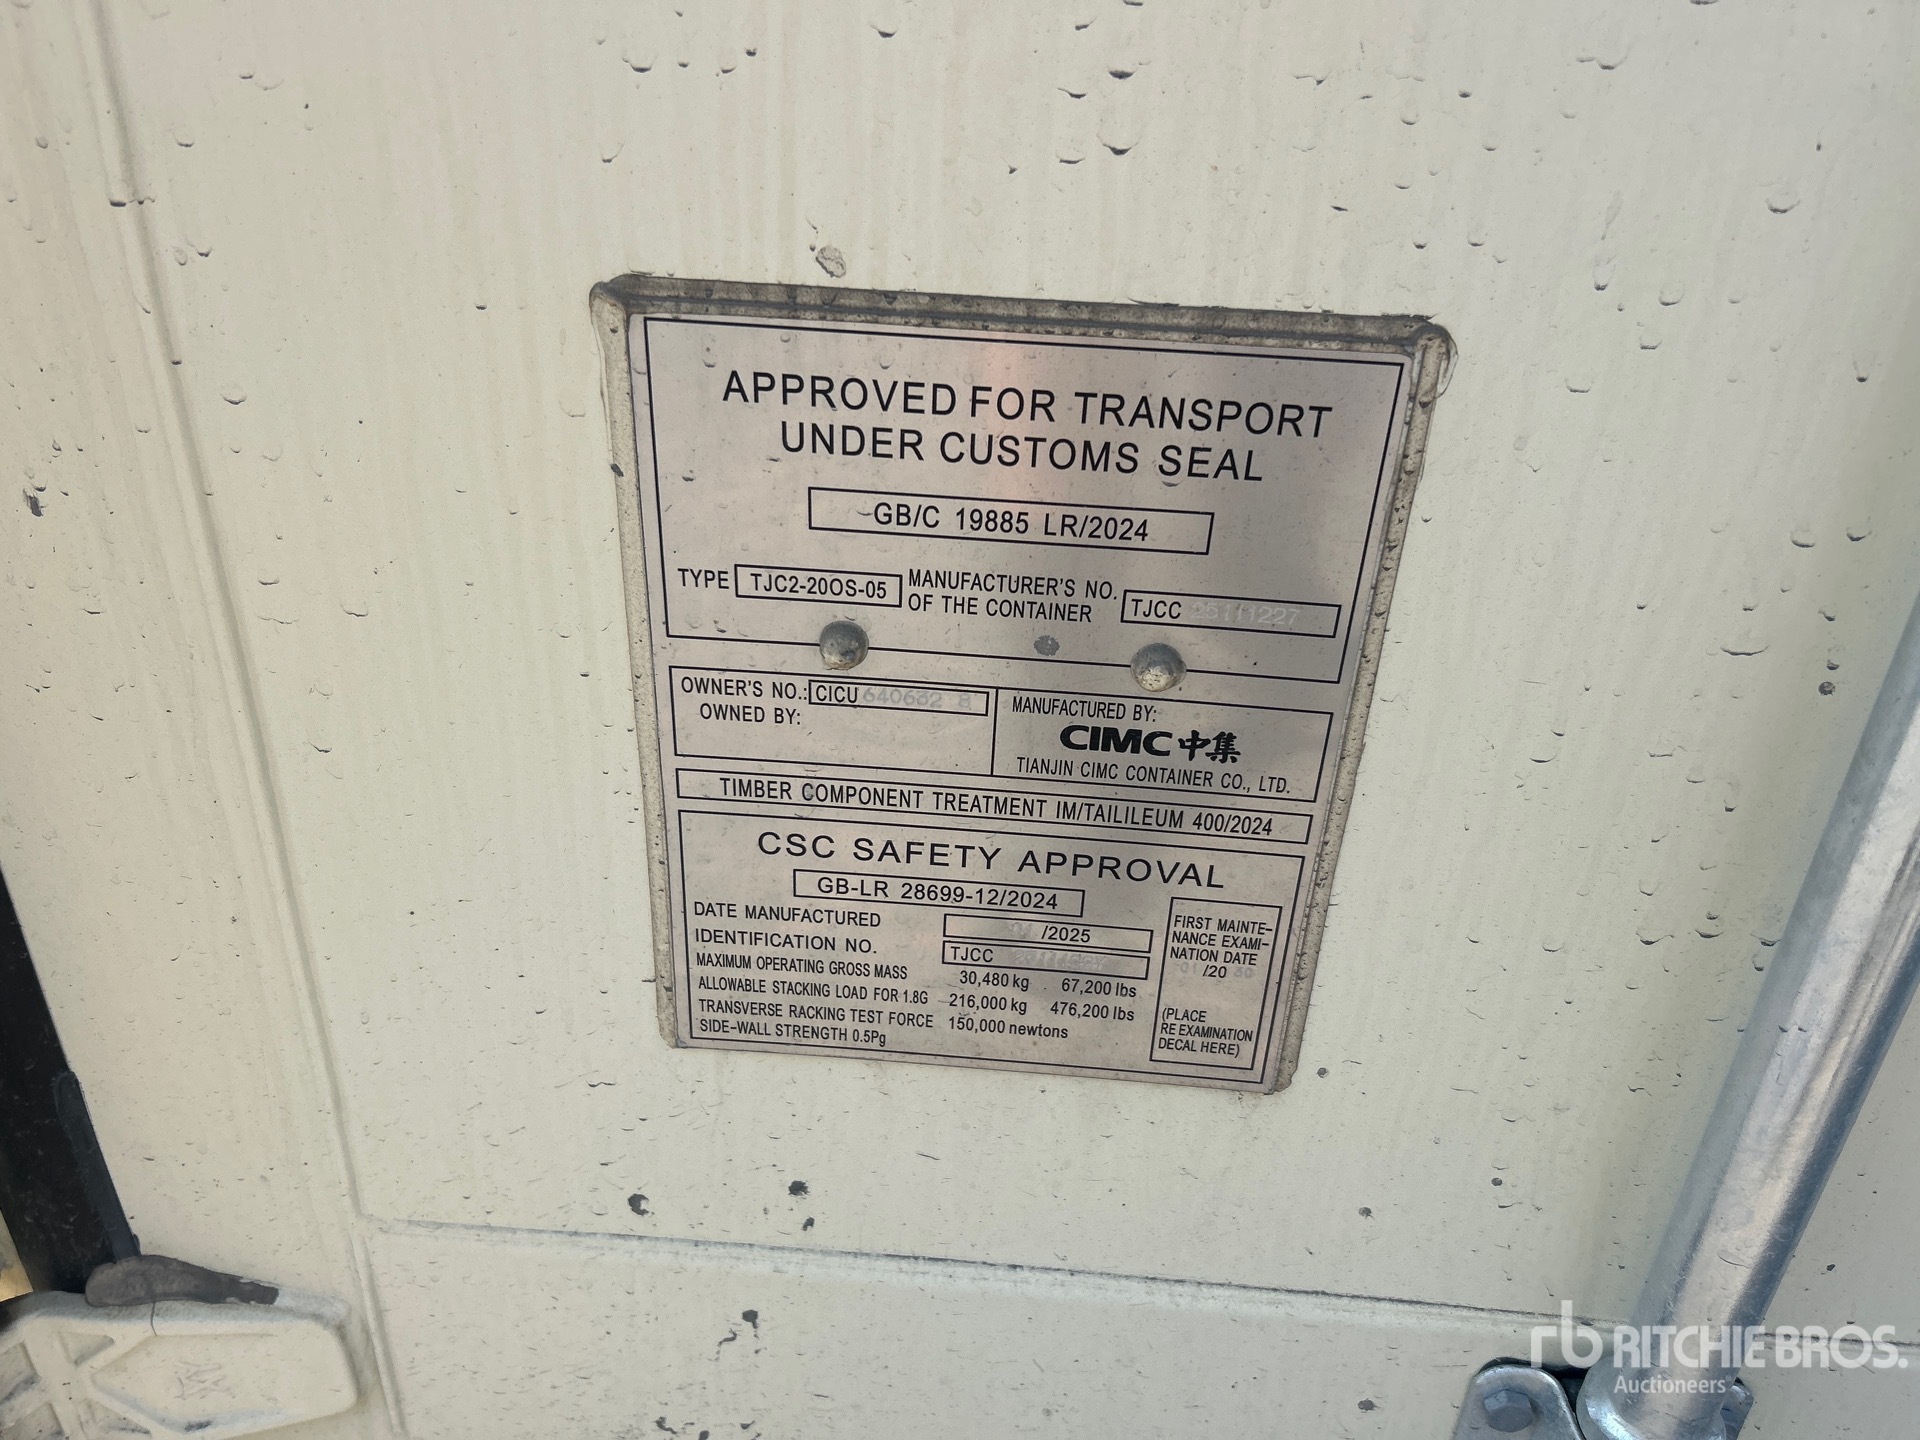 APPROVED FOR TRANSPORT
UNDER CUSTOMS SEAL
GB/C 19885 LR/2024
TYPE TJC2-20OS-05 MANUFACTURER'S NO. OF THE CONTAINER TJCC
OWNER'S NO.: CICU
OWNED BY:
MANUFACTURED BY:
CIMC 中集
TIANJIN CIMC CONTAINER CO., LTD.
TIMBER COMPONENT TREATMENT IM/TAILILEUM 400/2024
CSC SAFETY APPROVAL
GB-LR 28699-12/2024
DATE MANUFACTURED /2025
IDENTIFICATION NO. TJCC
MAXIMUM OPERATING GROSS MASS 30,480 kg 67,200 lbs
ALLOWABLE STACKING LOAD FOR 1.8G 216,000 kg 476,200 lbs
TRANSVERSE RACKING TEST FORCE 150,000 newtons
SIDE-WALL STRENGTH 0.5Pg
FIRST MAINTE-
NANCE EXAMI-
NATION DATE
/20
(PLACE
RE EXAMINATION
DECAL HERE)
rb RITCHIE BROS.
Auctioneers